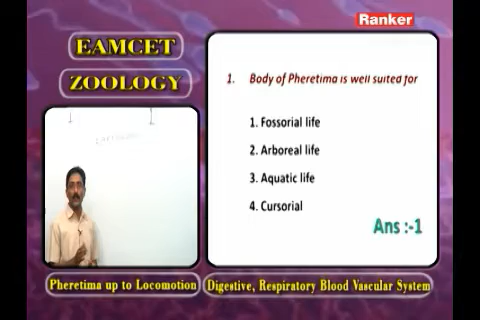 Ranker
EAMCET
ZOOLOGY
1. Body of Pheretima is well suited for
1. Fossorial life
2. Arboreal life
3. Aquatic life
4. Cursorial
Ans :-1
Pheretima up to Locomotion
Digestive, Respiratory Blood Vascular System